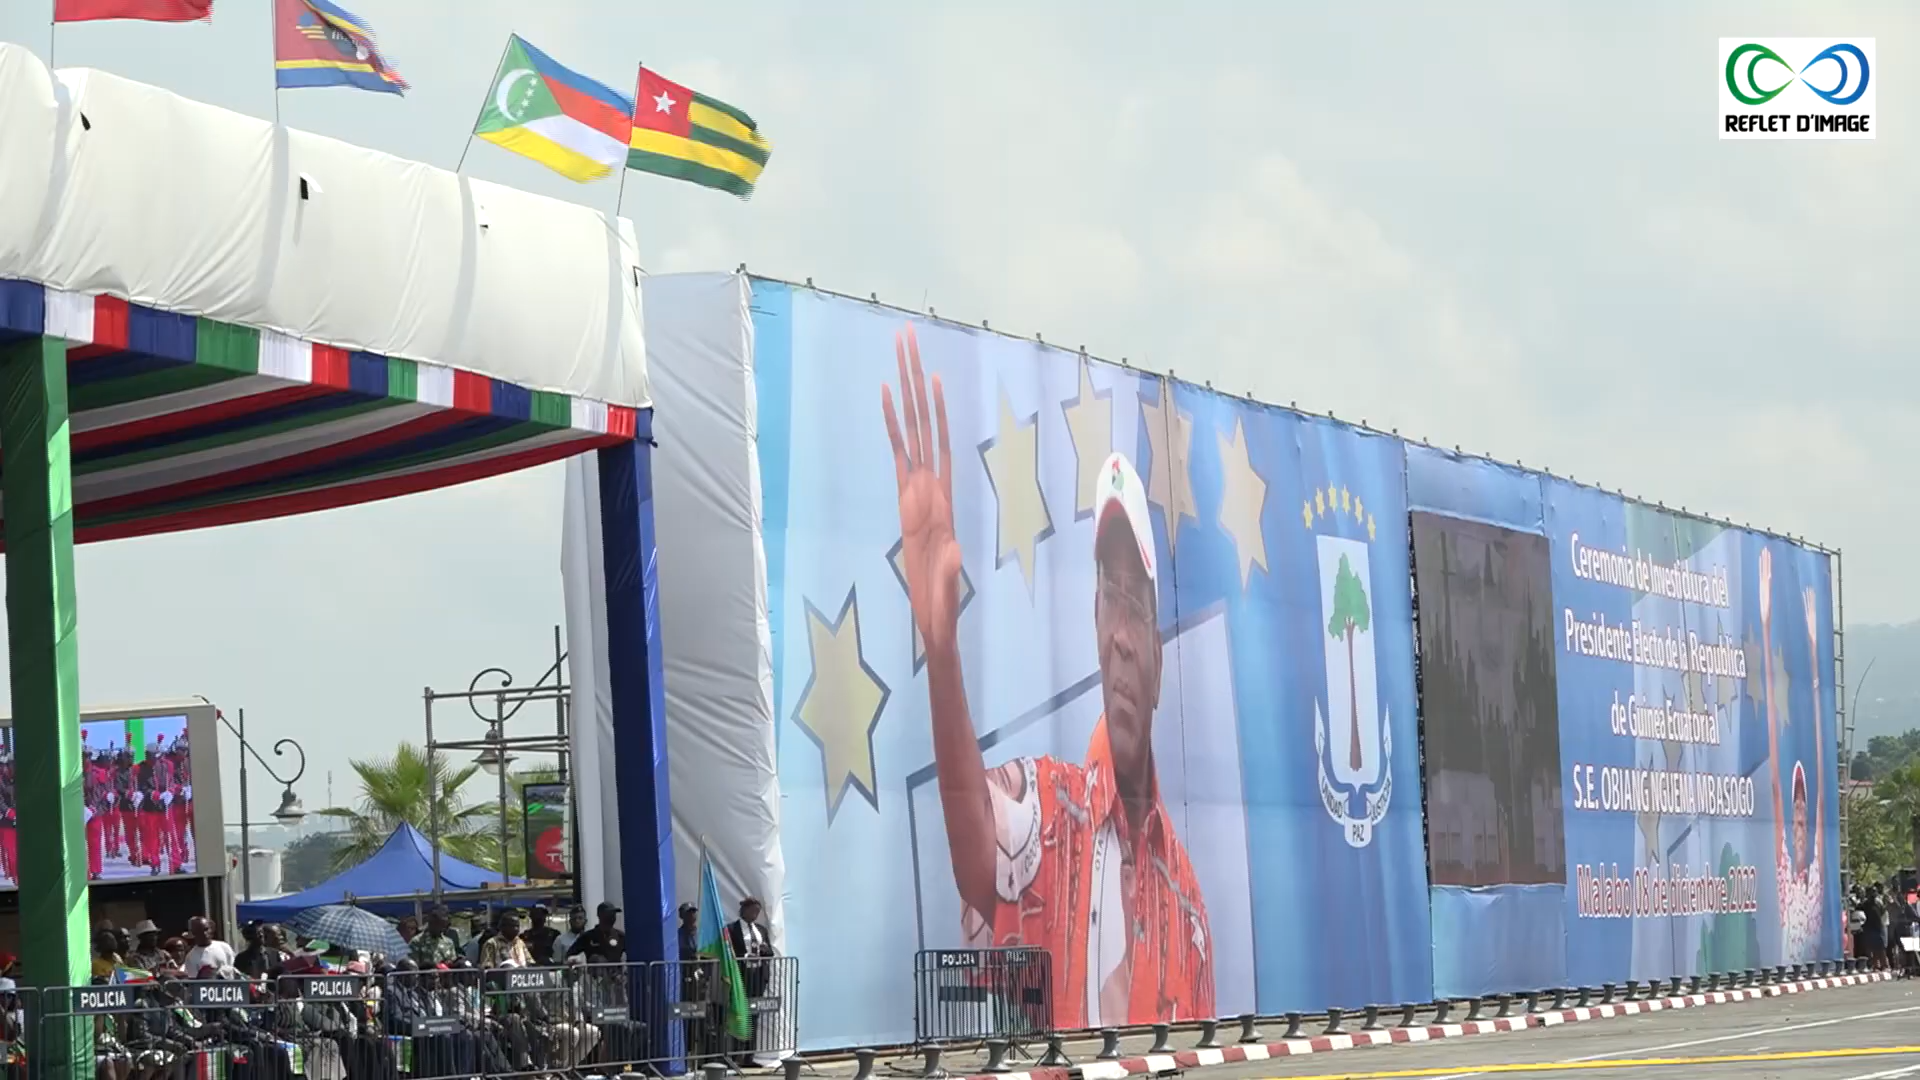 REFLET D'IMAGE
Ceremonia de Investidura del
Presidente Electo de la Republica
de Guinea Ecuatorial
S.E. OBIANG NGUEMA MBASOGO
Malabo 08 de diciembre 2022
UNIDAD PAZ JUSTICIA
POLICIA
POLICIA
POLICIA
POLICIA
POLICIA
POLICIA